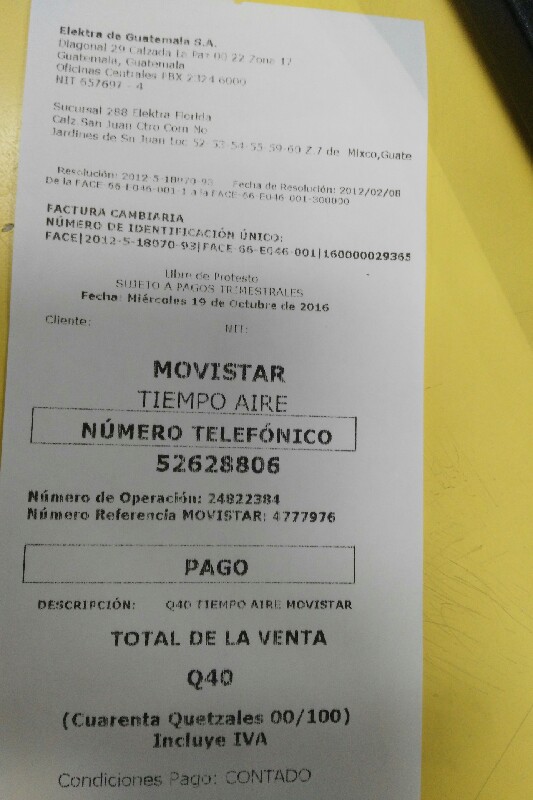 Elektra de Guatemala S.A.
Diagonal 29 Calzada La Paz 00 22 Zona 17
Guatemala, Guatemala
Oficinas Centrales PBX 2424 6000
NIT 657697 - 4
Sucursal 288 Elektra Florida
Calz San Juan Ctro Com No
Jardines de Sn Juan Loc 52-53-54-55-59-60 Z.7 de Mixco,Guate
Resolución: 2012-5-18070-93 Fecha de Resolución: 2012/02/08
De la FACE-66-E046-001-1 a la FACE-66-E046-001-300000
FACTURA CAMBIARIA
NÚMERO DE IDENTIFICACIÓN ÚNICO:
FACE|2012-5-18070-93|FACE-66-E046-001|160000029365
Libre de Protesto
SUJETO A PAGOS TRIMESTRALES
Fecha: Miércoles 19 de Octubre de 2016
Cliente: NIT:
MOVISTAR
TIEMPO AIRE
NÚMERO TELEFÓNICO
52628806
Número de Operación: 24822384
Número Referencia MOVISTAR: 4777976
PAGO
DESCRIPCIÓN: Q40 TIEMPO AIRE MOVISTAR
TOTAL DE LA VENTA
Q40
(Cuarenta Quetzales 00/100)
Incluye IVA
Condiciones Pago: CONTADO